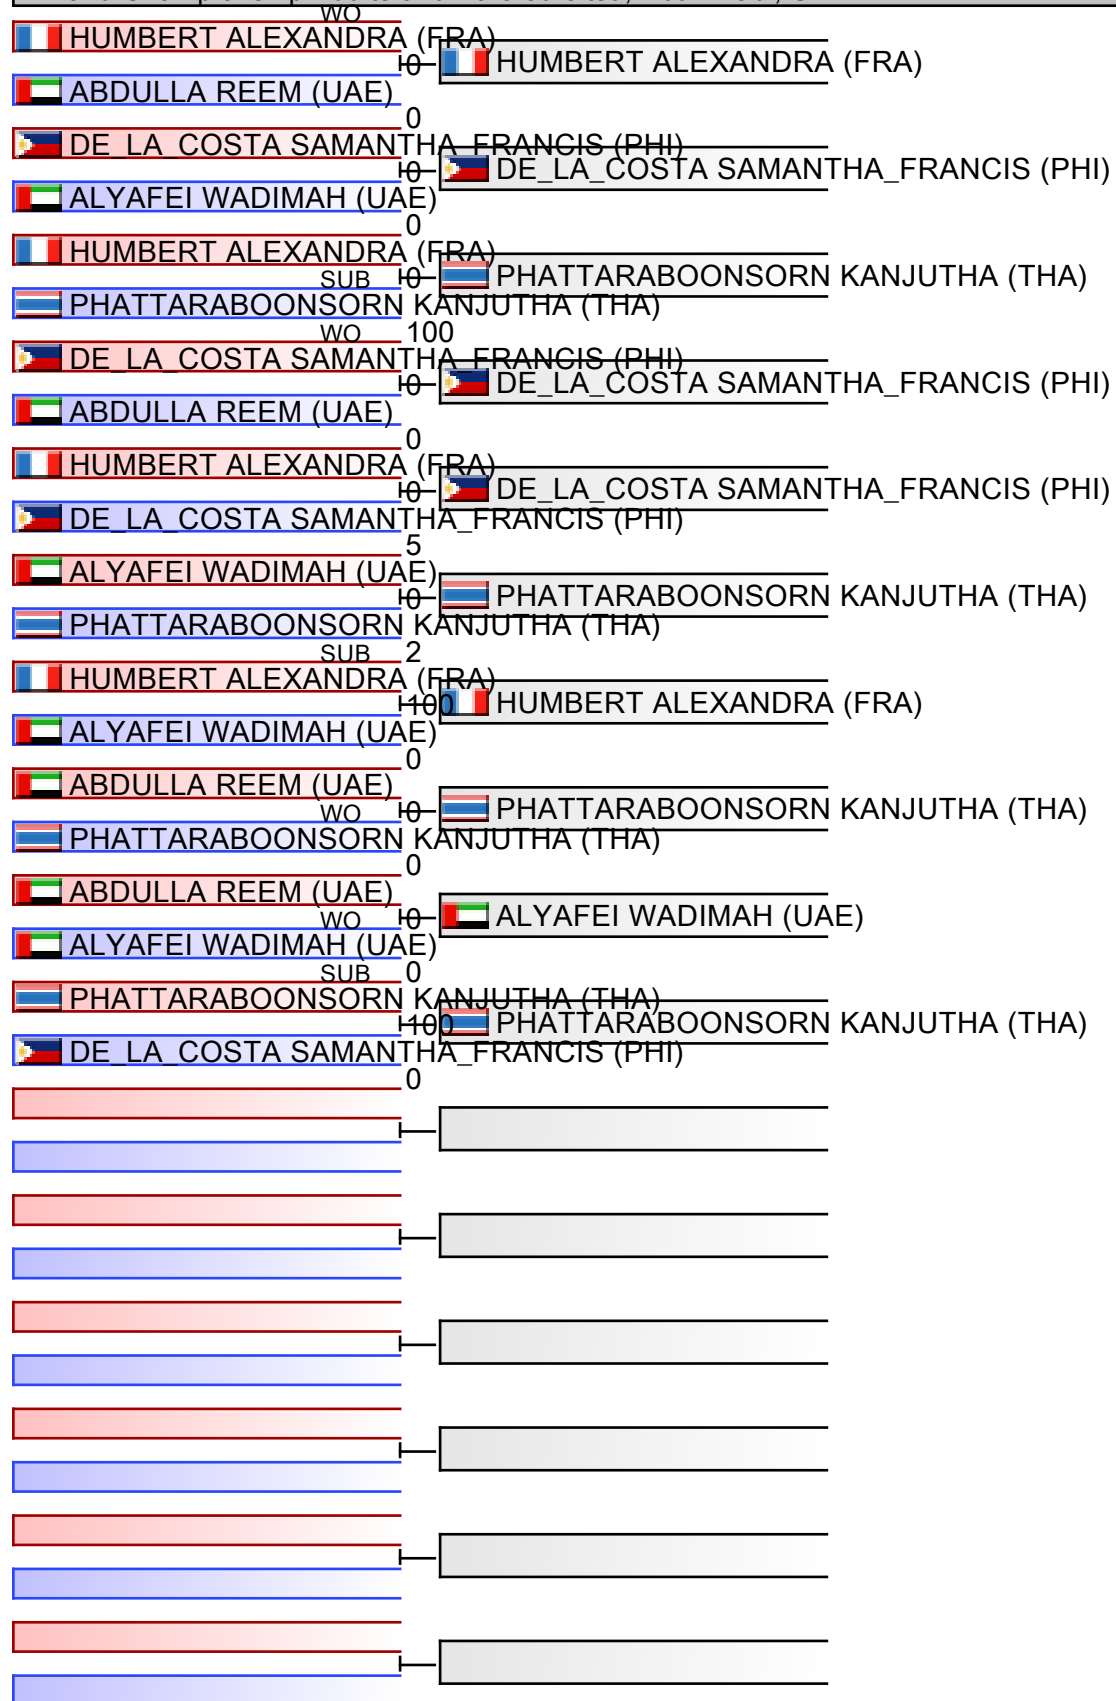 WO
HUMBERT ALEXANDRA (FRA)
0
HUMBERT ALEXANDRA (FRA)
ABDULLA REEM (UAE)
0
DE_LA_COSTA SAMANTHA_FRANCIS (PHI)
0
DE_LA_COSTA SAMANTHA_FRANCIS (PHI)
ALYAFEI WADIMAH (UAE)
0
HUMBERT ALEXANDRA (FRA)
SUB 0
PHATTARABOONSORN KANJUTHA (THA)
PHATTARABOONSORN KANJUTHA (THA)
WO 100
DE_LA_COSTA SAMANTHA_FRANCIS (PHI)
0
DE_LA_COSTA SAMANTHA_FRANCIS (PHI)
ABDULLA REEM (UAE)
0
HUMBERT ALEXANDRA (FRA)
0
DE_LA_COSTA SAMANTHA_FRANCIS (PHI)
DE_LA_COSTA SAMANTHA_FRANCIS (PHI)
5
ALYAFEI WADIMAH (UAE)
0
PHATTARABOONSORN KANJUTHA (THA)
PHATTARABOONSORN KANJUTHA (THA)
SUB 2
HUMBERT ALEXANDRA (FRA)
100
HUMBERT ALEXANDRA (FRA)
ALYAFEI WADIMAH (UAE)
0
ABDULLA REEM (UAE)
WO 0
PHATTARABOONSORN KANJUTHA (THA)
PHATTARABOONSORN KANJUTHA (THA)
0
ABDULLA REEM (UAE)
WO 0
ALYAFEI WADIMAH (UAE)
ALYAFEI WADIMAH (UAE)
SUB 0
PHATTARABOONSORN KANJUTHA (THA)
100
PHATTARABOONSORN KANJUTHA (THA)
DE_LA_COSTA SAMANTHA_FRANCIS (PHI)
0